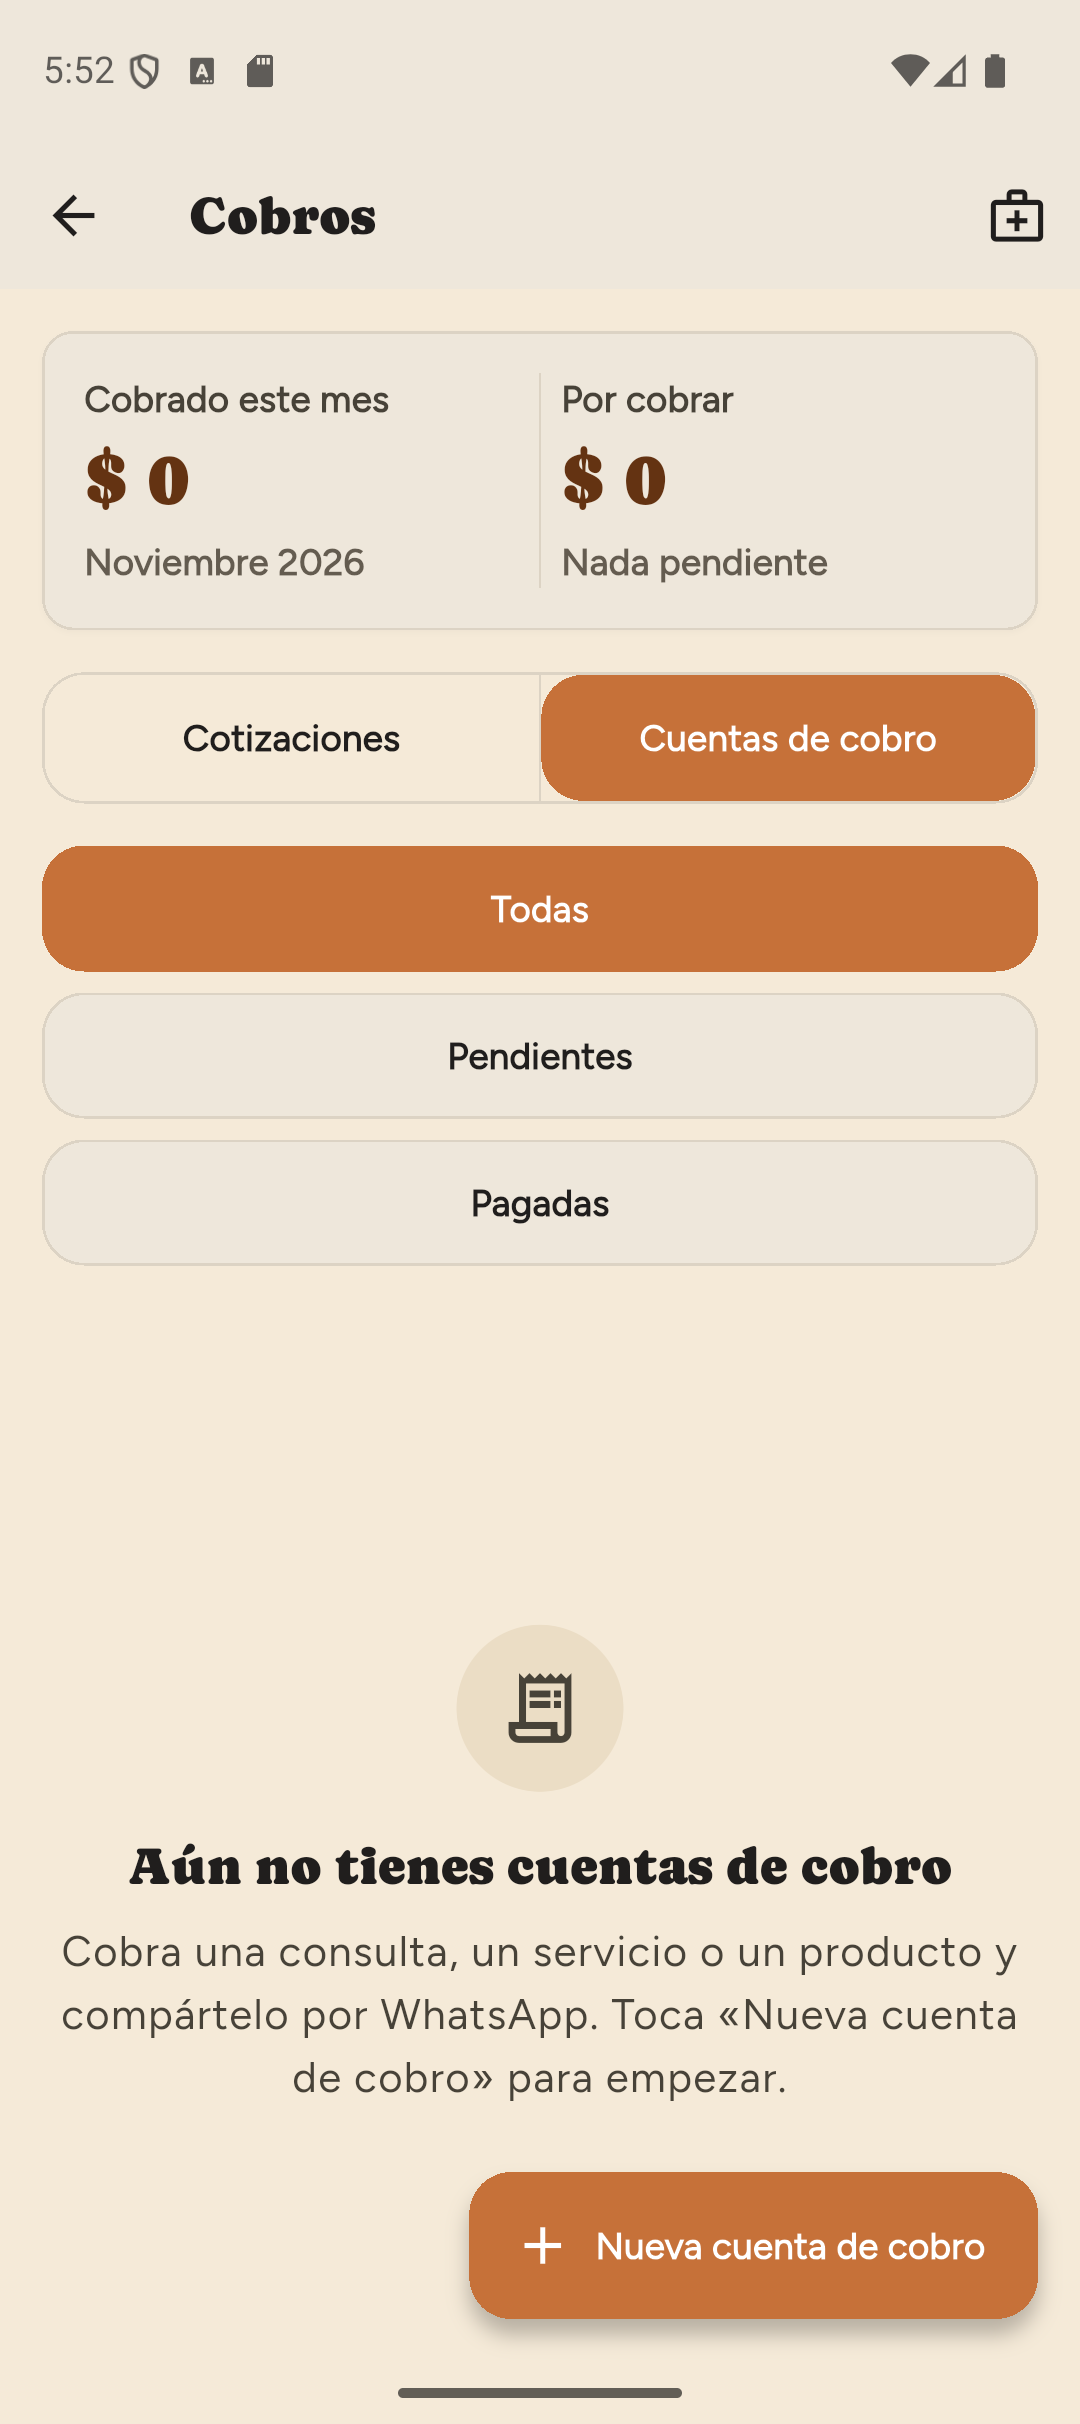 5:52
Cobros
Cobrado este mes
$ 0
Noviembre 2026
Por cobrar
$ 0
Nada pendiente
Cotizaciones
Cuentas de cobro
Todas
Pendientes
Pagadas
Aún no tienes cuentas de cobro
Cobra una consulta, un servicio o un producto y
compártelo por WhatsApp. Toca «Nueva cuenta
de cobro» para empezar.
Nueva cuenta de cobro